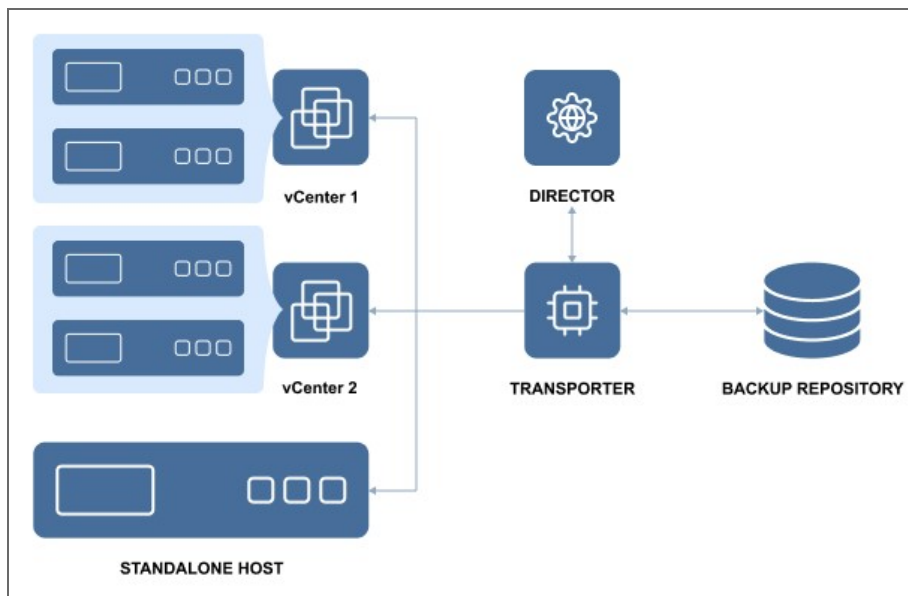 vCenter 1
DIRECTOR
vCenter 2
TRANSPORTER
BACKUP REPOSITORY
STANDALONE HOST